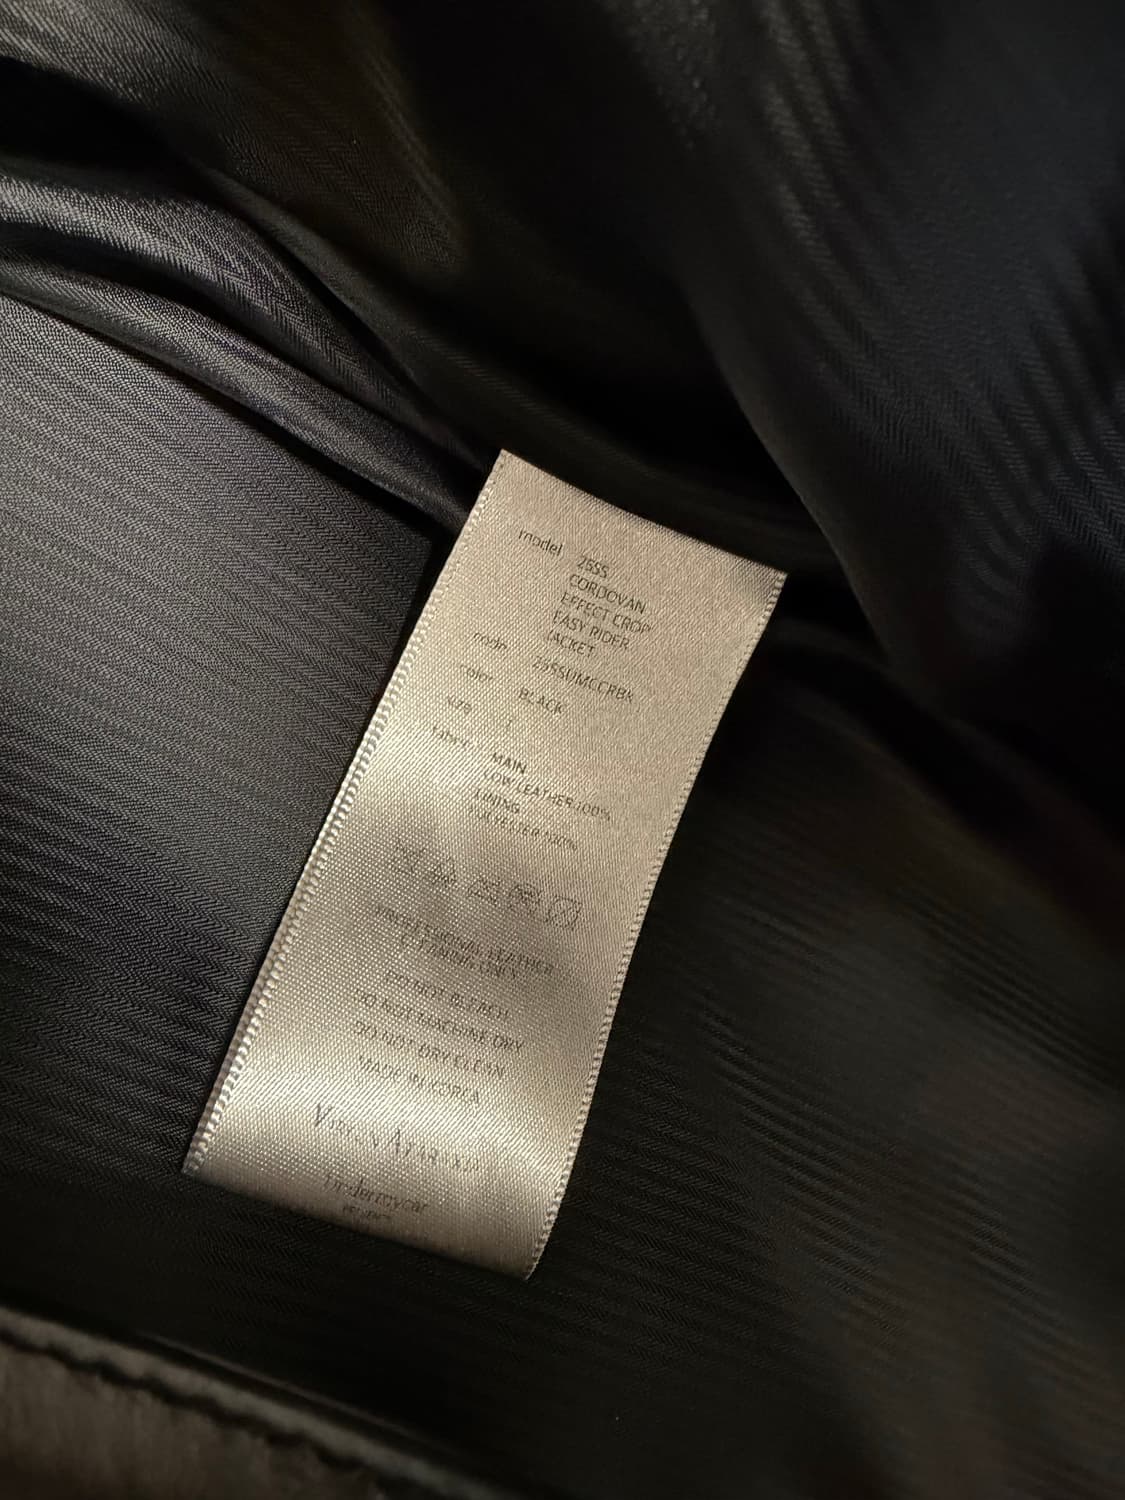 model 25SS
CORDOVAN
EFFECT CROP
EASY RIDER
JACKET
code
color BLACK
size 1
fabric MAIN
COW LEATHER 100%
LINING
POLYESTER 100%
PROFESSIONAL LEATHER
CLEANING ONLY
DO NOT BLEACH
DO NOT MACHINE DRY
DO NOT DRY CLEAN
MADE IN KOREA